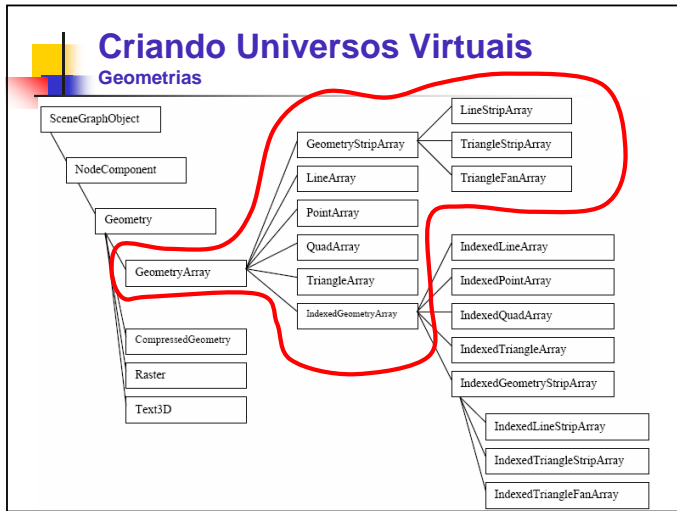 Criando Universos Virtuais
Geometrias
SceneGraphObject
NodeComponent
Geometry
GeometryArray
CompressedGeometry
Raster
Text3D
GeometryStripArray
LineArray
PointArray
QuadArray
TriangleArray
IndexedGeometryArray
LineStripArray
TriangleStripArray
TriangleFanArray
IndexedLineArray
IndexedPointArray
IndexedQuadArray
IndexedTriangleArray
IndexedGeometryStripArray
IndexedLineStripArray
IndexedTriangleStripArray
IndexedTriangleFanArray